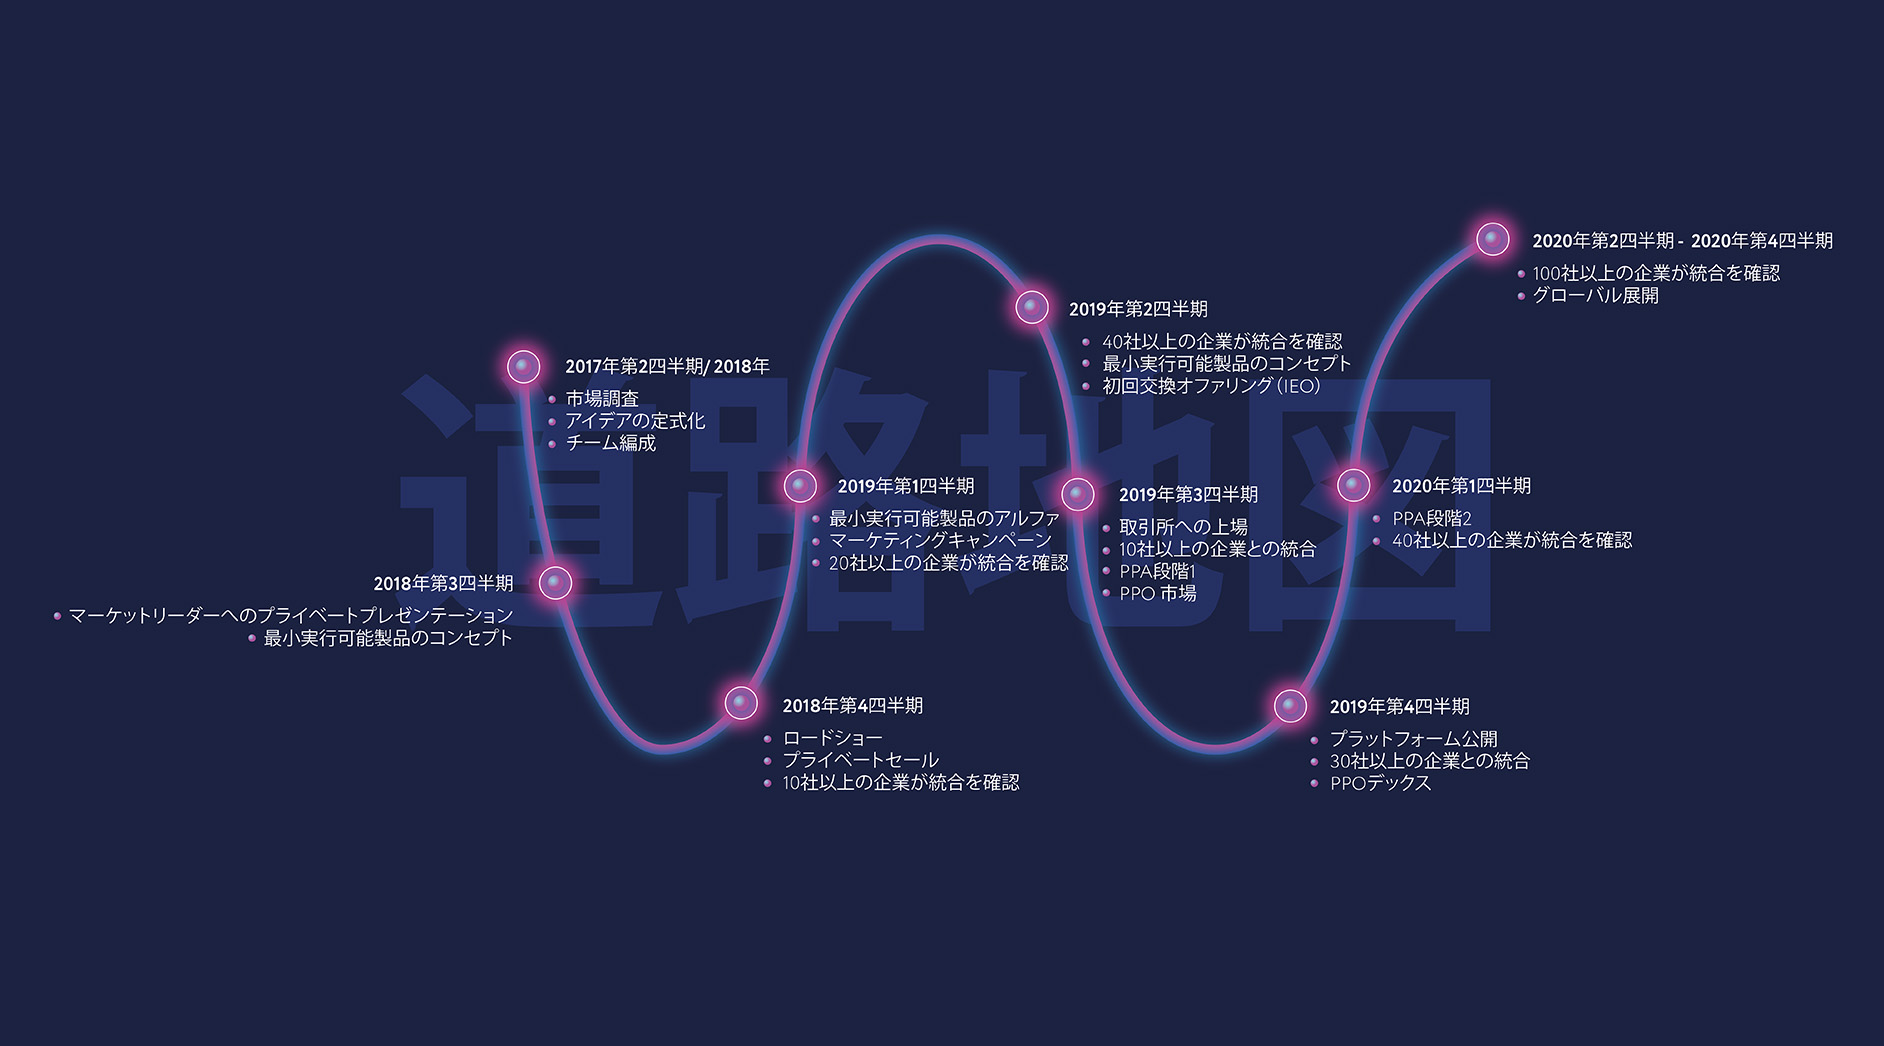 道路地図
2017年第2四半期/ 2018年
市場調査
アイデアの定式化
チーム編成
2018年第3四半期
マーケットリーダーへのプライベートプレゼンテーション
最小実行可能製品のコンセプト
2018年第4四半期
ロードショー
プライベートセール
10社以上の企業が統合を確認
2019年第1四半期
最小実行可能製品のアルファ
マーケティングキャンペーン
20社以上の企業が統合を確認
2019年第2四半期
40社以上の企業が統合を確認
最小実行可能製品のコンセプト
初回交換オファリング（IEO）
2019年第3四半期
取引所への上場
10社以上の企業との統合
PPA段階1
PPO 市場
2019年第4四半期
プラットフォーム公開
30社以上の企業との統合
PPOデックス
2020年第1四半期
PPA段階2
40社以上の企業が統合を確認
2020年第2四半期 - 2020年第4四半期
100社以上の企業が統合を確認
グローバル展開